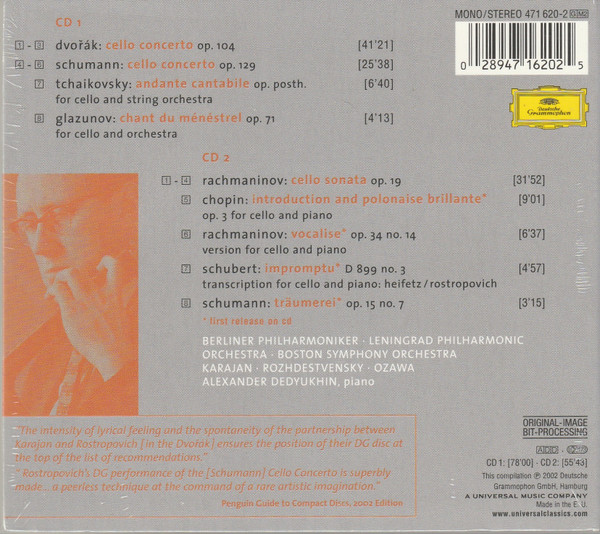 MONO/STEREO 471 620-2 GM2
CD 1
1 - 3 dvořák: cello concerto op. 104 [41'21]
4 - 6 schumann: cello concerto op. 129 [25'38]
7 tchaikovsky: andante cantabile op. posth. [6'40]
for cello and string orchestra
8 glazunov: chant du ménéstrel op. 71 [4'13]
for cello and orchestra
0 28947 16202 5
Deutsche
Grammophon
CD 2
1 - 4 rachmaninov: cello sonata op. 19 [31'52]
5 chopin: introduction and polonaise brillante* [9'01]
op. 3 for cello and piano
6 rachmaninov: vocalise* op. 34 no. 14 [6'37]
version for cello and piano
7 schubert: impromptu* D 899 no. 3 [4'57]
transcription for cello and piano: heifetz / rostropovich
8 schumann: träumerei* op. 15 no. 7 [3'15]
* first release on cd
BERLINER PHILHARMONIKER · LENINGRAD PHILHARMONIC
ORCHESTRA · BOSTON SYMPHONY ORCHESTRA
KARAJAN · ROZHDESTVENSKY · OZAWA
ALEXANDER DEDYUKHIN, piano
"The intensity of lyrical feeling and the spontaneity of the partnership between
Karajan and Rostropovich [in the Dvořák] ensures the position of their DG disc at
the top of the list of recommendations."
"Rostropovich's DG performance of the [Schumann] Cello Concerto is superbly
made... a peerless technique at the command of a rare artistic imagination."
Penguin Guide to Compact Discs, 2002 Edition
ORIGINAL-IMAGE
BIT-PROCESSING
ADD
CD 1: [78'00] · CD 2: [55'43]
This compilation ℗ 2002 Deutsche
Grammophon GmbH, Hamburg
A UNIVERSAL MUSIC COMPANY
Made in the E. U.
www.universalclassics.com